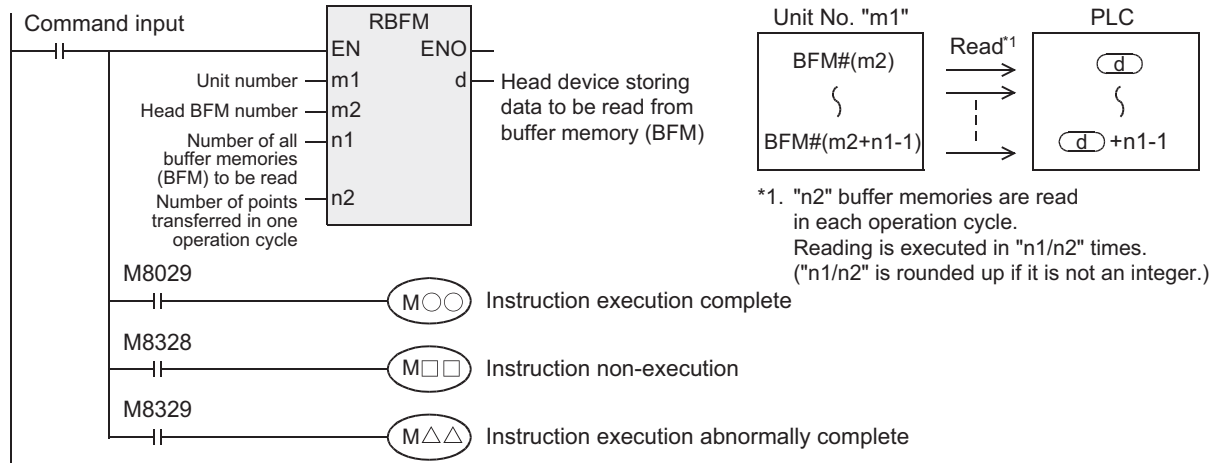 Command input
RBFM
EN
ENO
Unit number
m1
d
Head device storing
data to be read from
buffer memory (BFM)
Head BFM number
m2
Number of all
buffer memories
(BFM) to be read
n1
Number of points
transferred in one
operation cycle
n2
M8029
M○○
Instruction execution complete
M8328
M□□
Instruction non-execution
M8329
M△△
Instruction execution abnormally complete
Unit No. "m1"
PLC
BFM#(m2)
Read*1
d
BFM#(m2+n1-1)
d +n1-1
*1. "n2" buffer memories are read
in each operation cycle.
Reading is executed in "n1/n2" times.
("n1/n2" is rounded up if it is not an integer.)